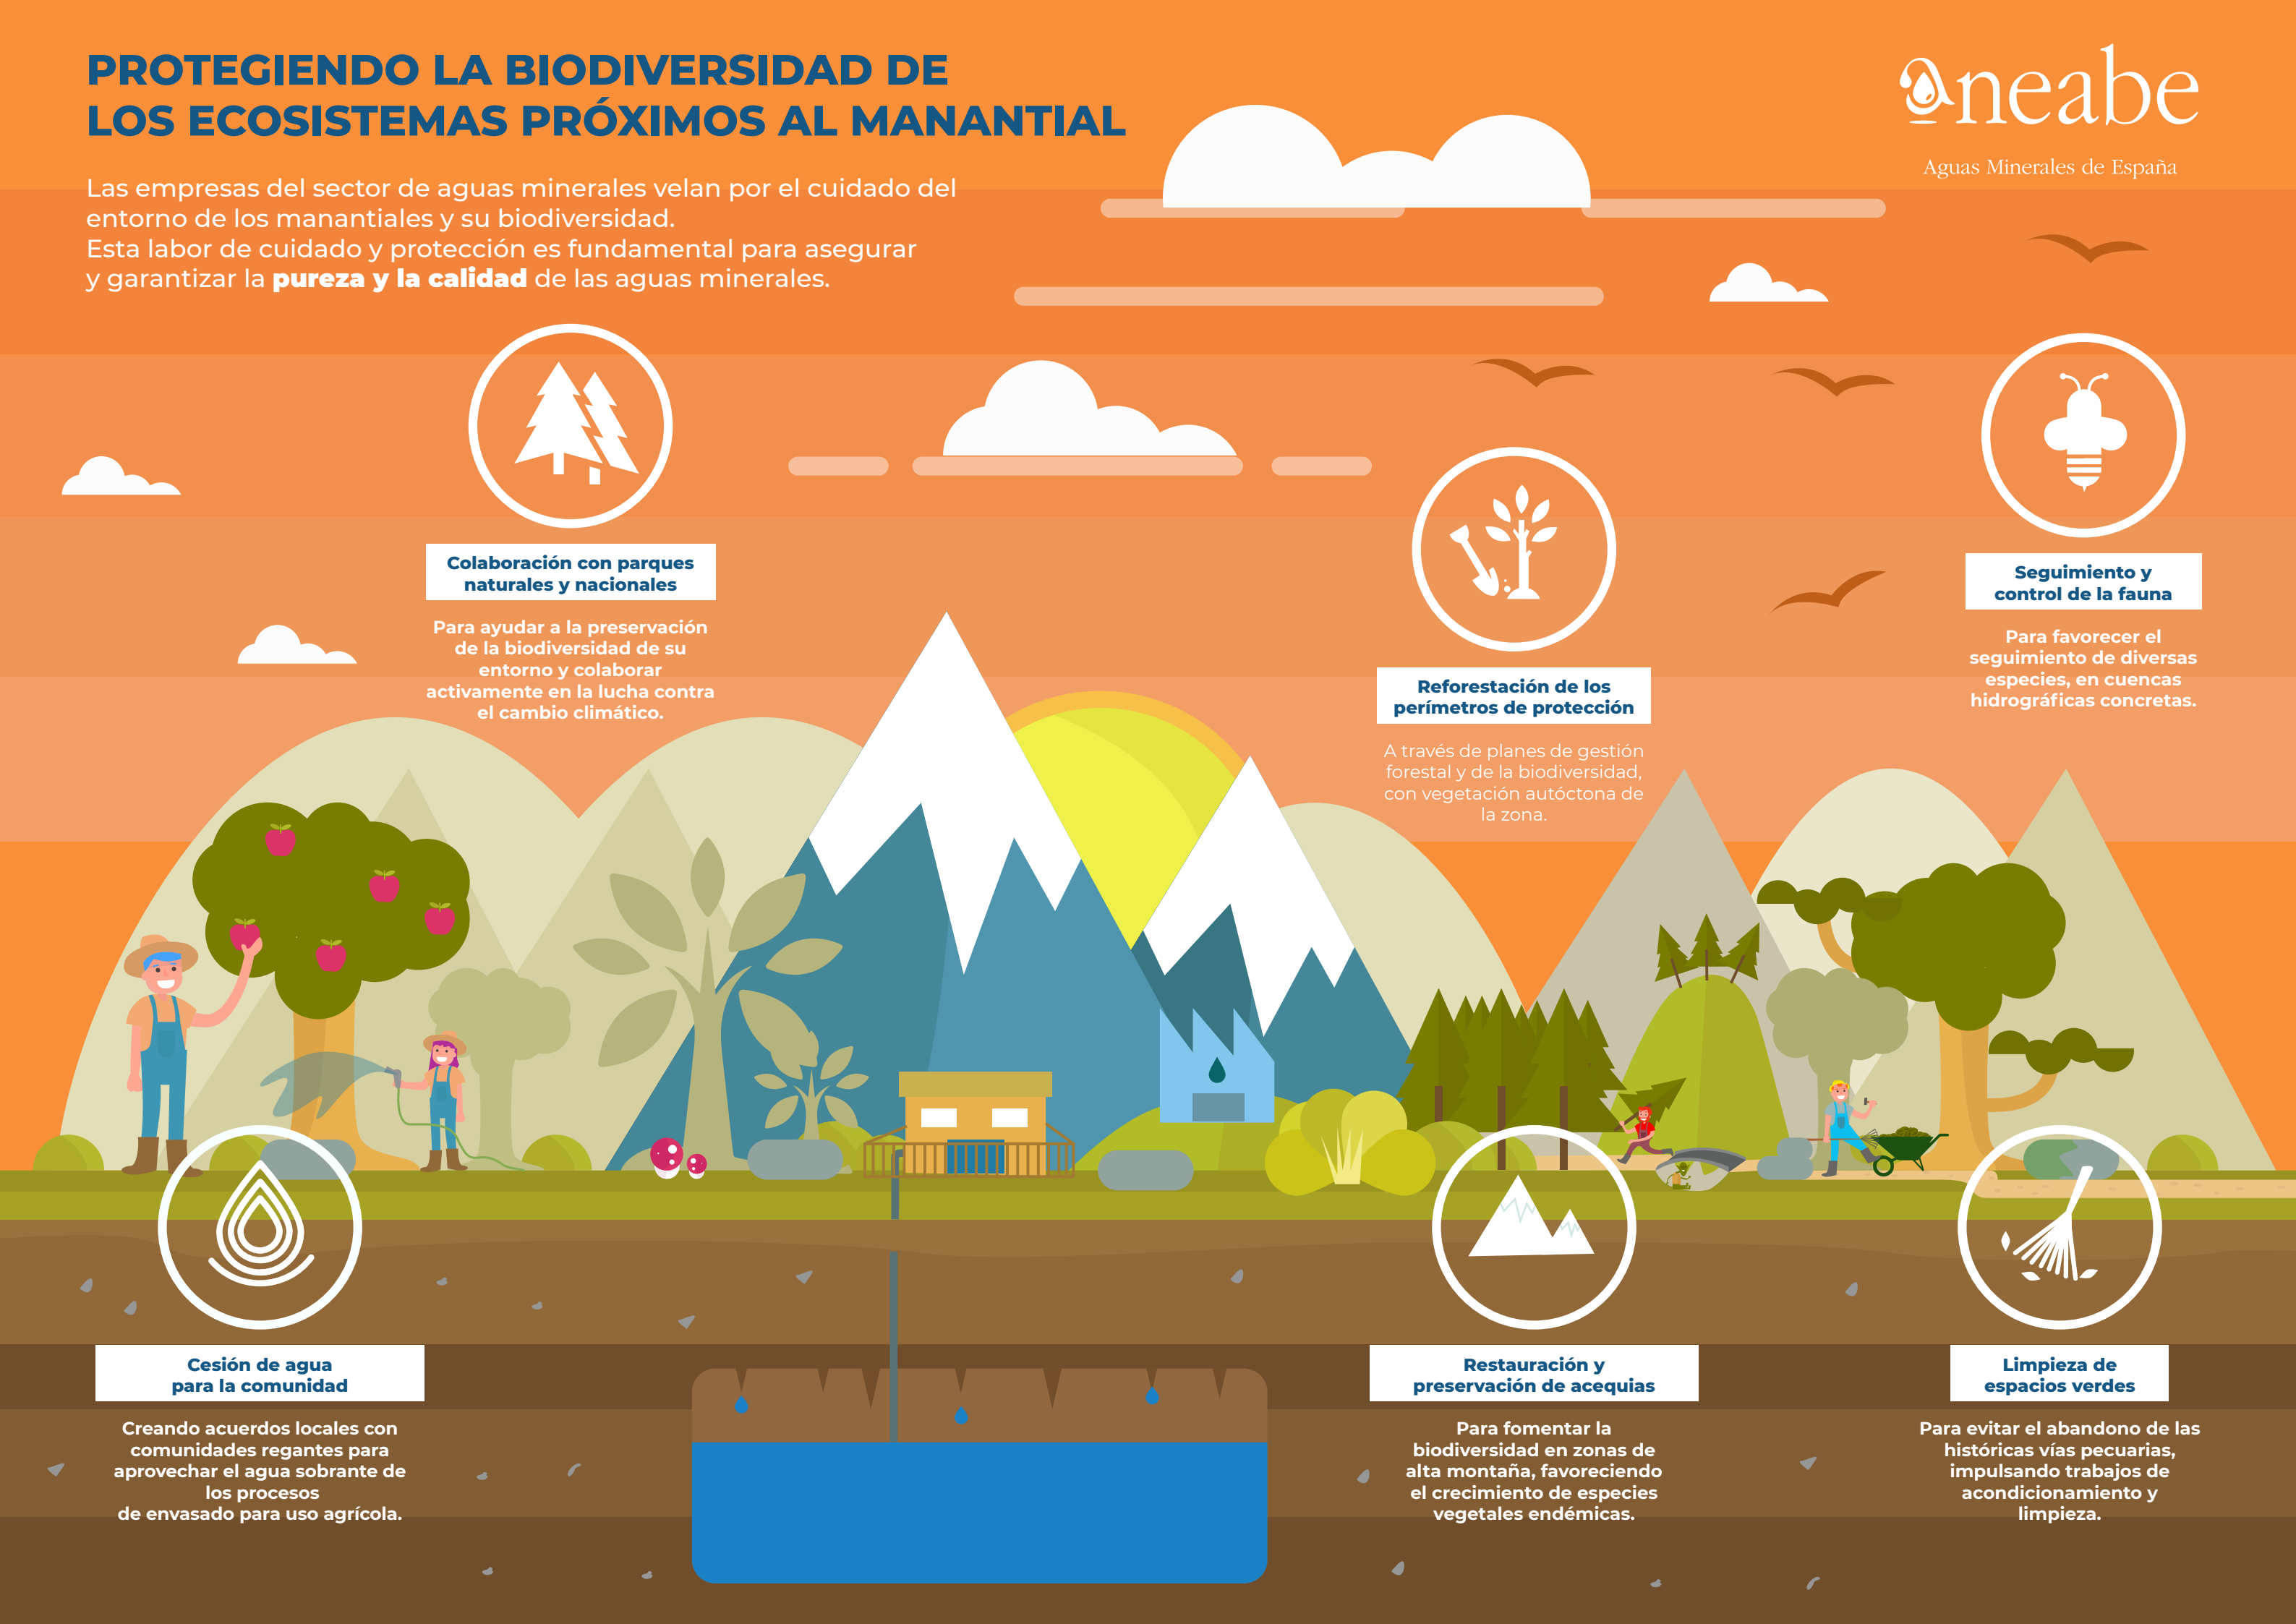 PROTEGIENDO LA BIODIVERSIDAD DE
LOS ECOSISTEMAS PRÓXIMOS AL MANANTIAL
aneabe
Aguas Minerales de España
Las empresas del sector de aguas minerales velan por el cuidado del
entorno de los manantiales y su biodiversidad.
Esta labor de cuidado y protección es fundamental para asegurar
y garantizar la pureza y la calidad de las aguas minerales.
Colaboración con parques
naturales y nacionales
Para ayudar a la preservación
de la biodiversidad de su
entorno y colaborar
activamente en la lucha contra
el cambio climático.
Reforestación de los
perímetros de protección
A través de planes de gestión
forestal y de la biodiversidad,
con vegetación autóctona de
la zona.
Seguimiento y
control de la fauna
Para favorecer el
seguimiento de diversas
especies, en cuencas
hidrográficas concretas.
Cesión de agua
para la comunidad
Creando acuerdos locales con
comunidades regantes para
aprovechar el agua sobrante de
los procesos
de envasado para uso agrícola.
Restauración y
preservación de acequias
Para fomentar la
biodiversidad en zonas de
alta montaña, favoreciendo
el crecimiento de especies
vegetales endémicas.
Limpieza de
espacios verdes
Para evitar el abandono de las
históricas vías pecuarias,
impulsando trabajos de
acondicionamiento y
limpieza.